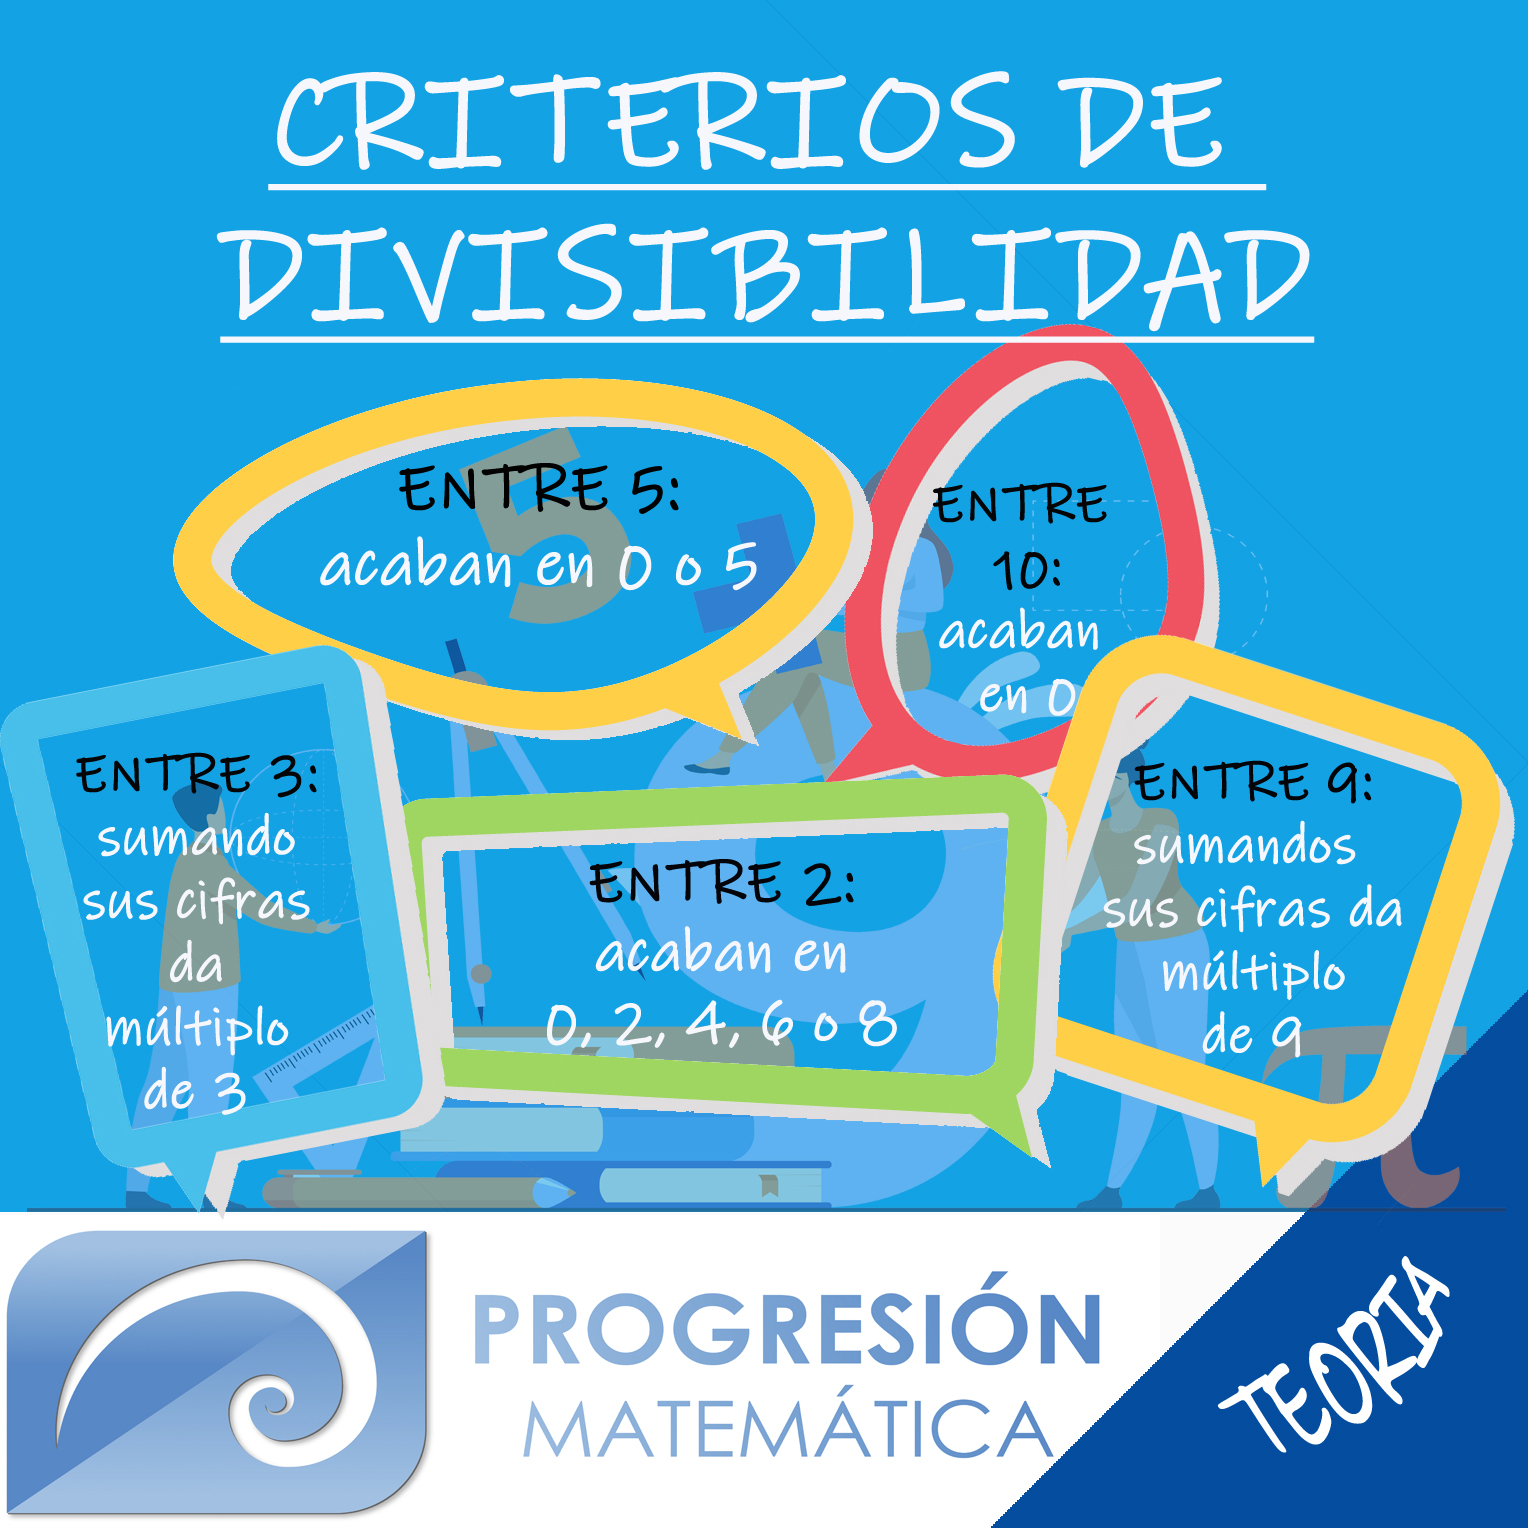 CRITERIOS DE
DIVISIBILIDAD
5
ENTRE 5:
acaban en 0 o 5
ENTRE
10:
acaban
en 0
ENTRE 3:
sumando
sus cifras
da
múltiplo
de 3
ENTRE 2:
acaban en
0, 2, 4, 6 o 8
ENTRE 9:
sumandos
sus cifras da
múltiplo
de 9
9
π
PROGRESIÓN
MATEMÁTICA
TEORIA